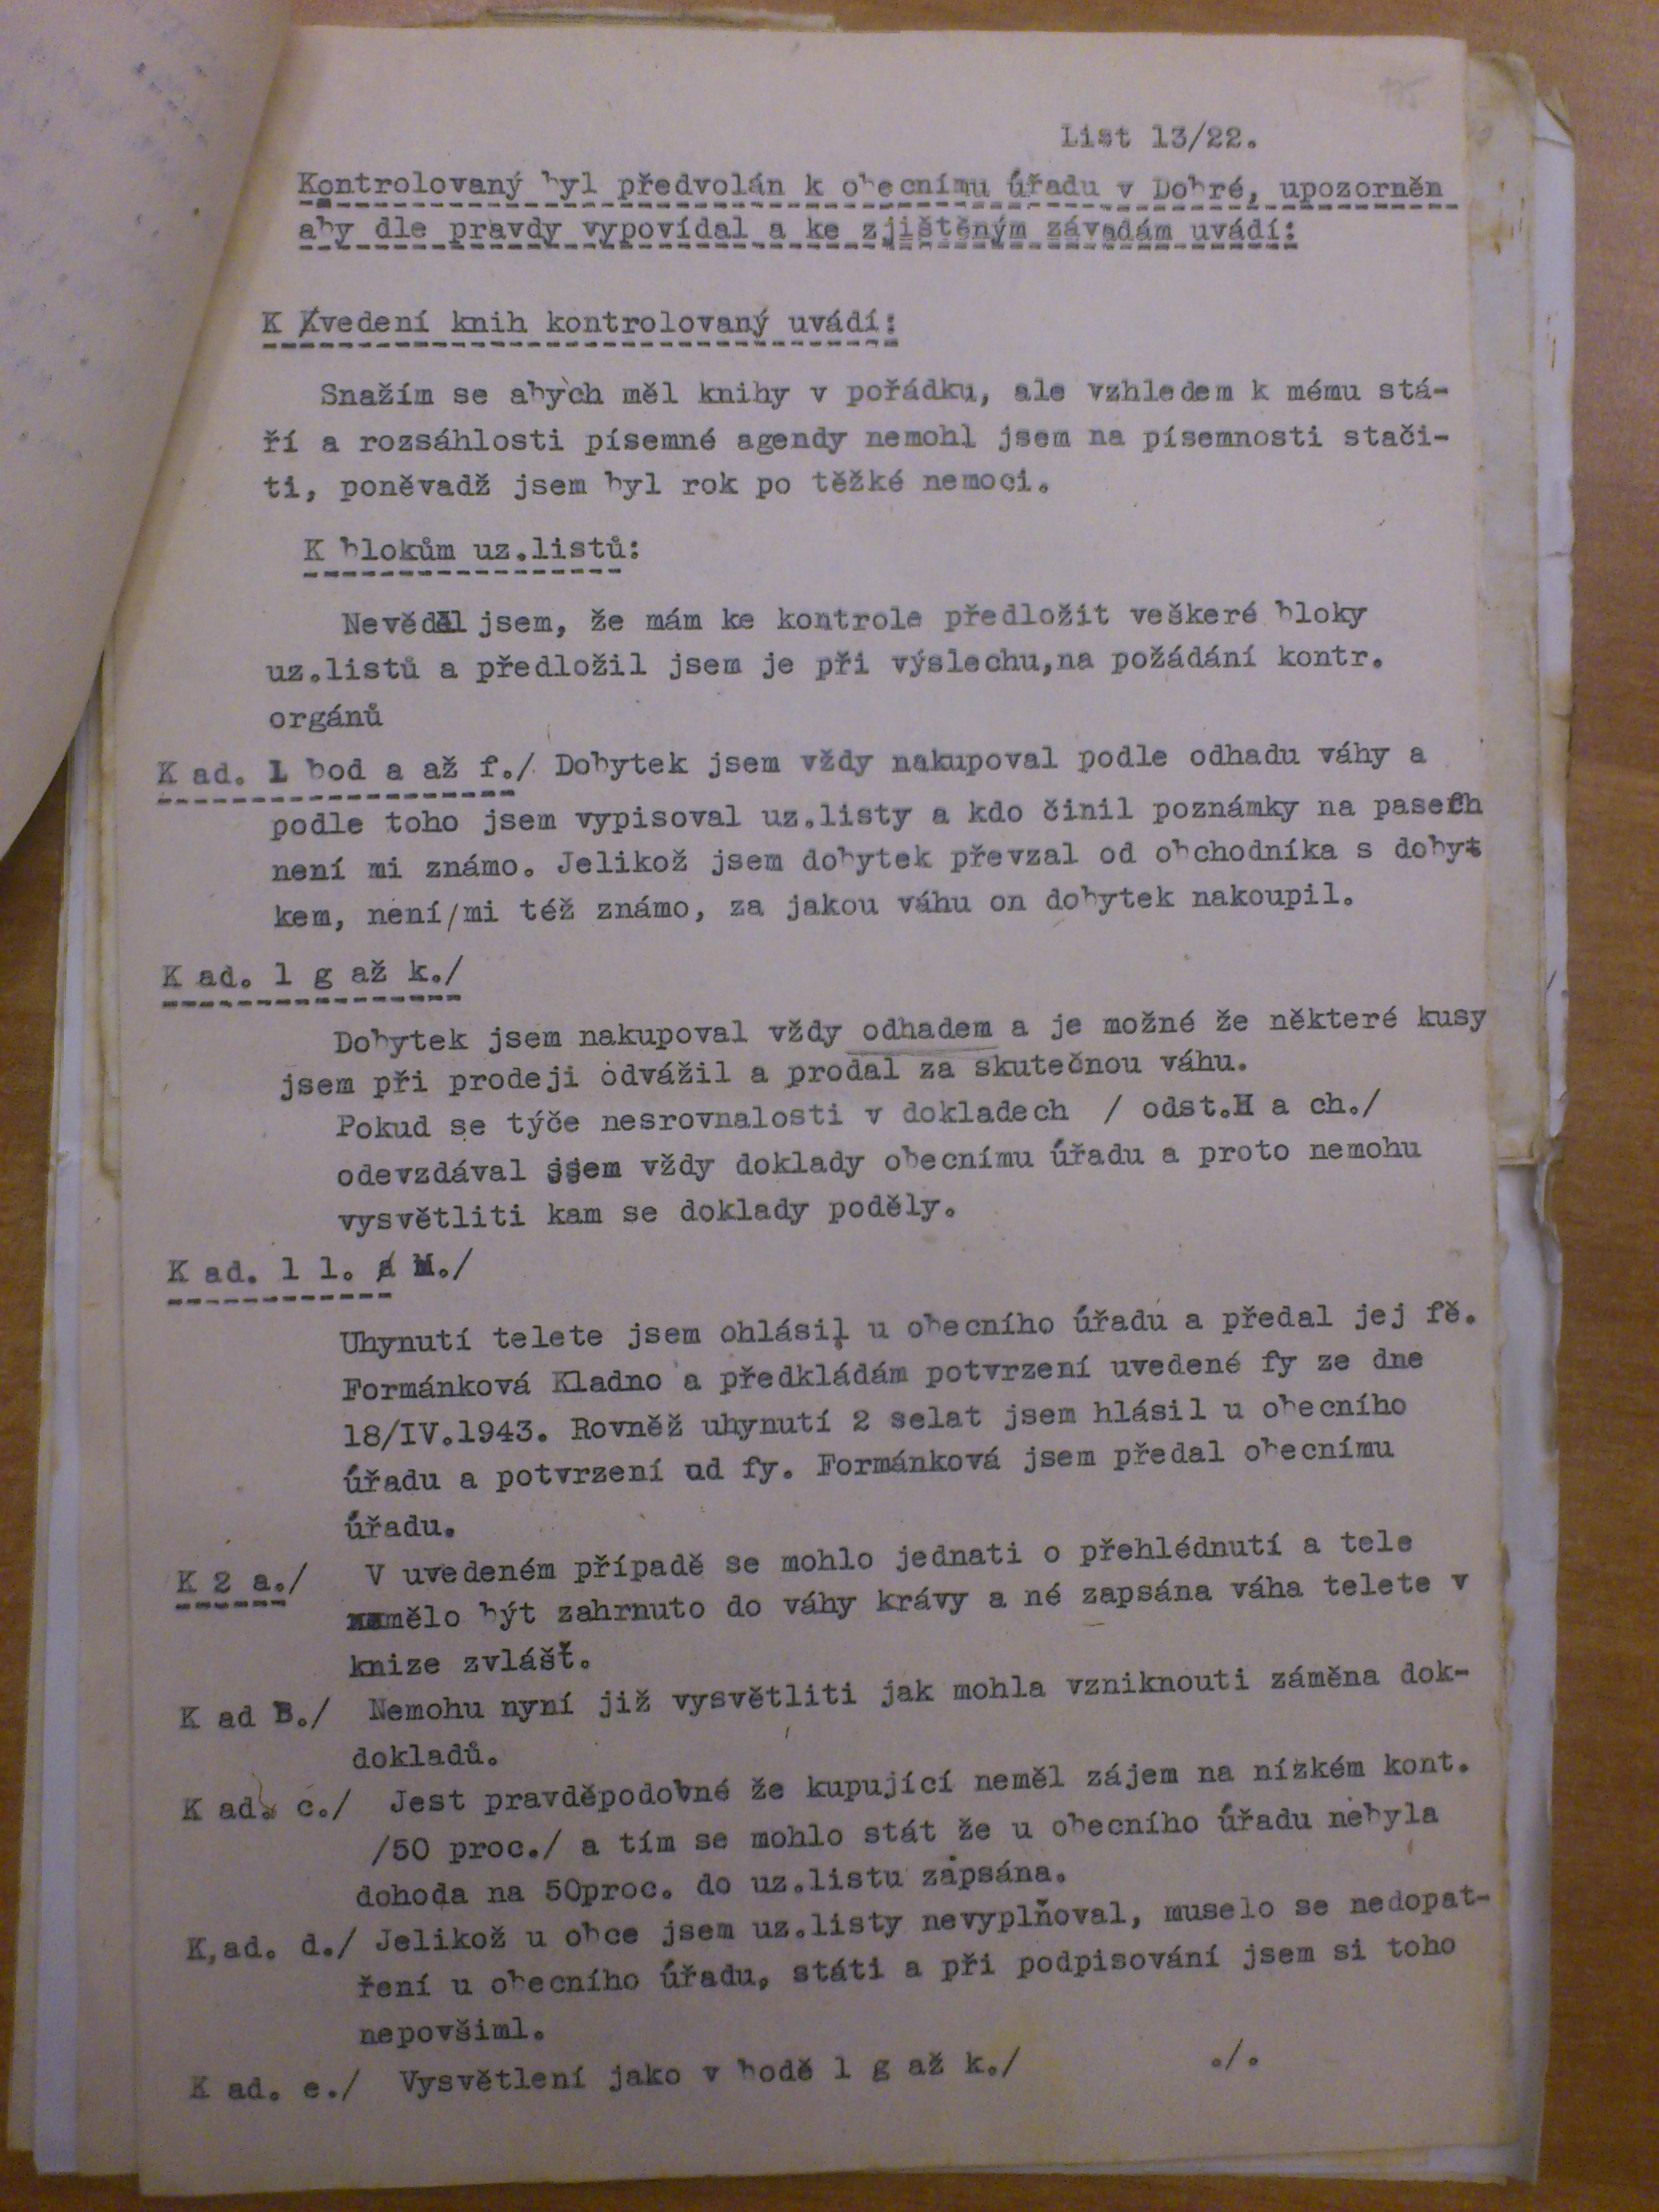 List 13/22.
Kontrolovaný byl předvolán k obecnímu úřadu v Dobré, upozorněn
aby dle pravdy vypovídal a ke zjištěným závadám uvádí:
K vedení knih kontrolovaný uvádí:
Snažím se abych měl knihy v pořádku, ale vzhledem k mému stá-
ří a rozsáhlosti písemné agendy nemohl jsem na písemnosti stači-
ti, poněvadž jsem byl rok po těžké nemoci.
K blokům uz.listů:
Nevěděl jsem, že mám ke kontrole předložit veškeré bloky
uz.listů a předložil jsem je při výslechu,na požádání kontr.
orgánů
K ad. 1 bod a až f./ Dobytek jsem vždy nakupoval podle odhadu váhy a
podle toho jsem vypisoval uz.listy a kdo činil poznámky na pasech
není mi známo. Jelikož jsem dobytek převzal od obchodníka s dobyt
kem, není/mi též známo, za jakou váhu on dobytek nakoupil.
K ad. 1 g až k./
Dobytek jsem nakupoval vždy odhadem a je možné že některé kusy
jsem při prodeji odvážil a prodal za skutečnou váhu.
Pokud se týče nesrovnalosti v dokladech / odst.H a ch./
odevzdával jsem vždy doklady obecnímu úřadu a proto nemohu
vysvětliti kam se doklady poděly.
K ad. 1 l. a M./
Uhynutí telete jsem ohlásil u obecního úřadu a předal jej fě.
Formánková Kladno a předkládám potvrzení uvedené fy ze dne
18/IV.1943. Rovněž uhynutí 2 selat jsem hlásil u obecního
úřadu a potvrzení od fy. Formánková jsem předal obecnímu
úřadu.
K 2 a./ V uvedeném případě se mohlo jednati o přehlédnutí a tele
mělo být zahrnuto do váhy krávy a né zapsána váha telete v
knize zvlášť.
K ad B./ Nemohu nyní již vysvětliti jak mohla vzniknouti záměna dok-
dokladů.
K ad. c./ Jest pravděpodobné že kupující neměl zájem na nízkém kont.
/50 proc./ a tím se mohlo stát že u obecního úřadu nebyla
dohoda na 50proc. do uz.listu zapsána.
K,ad. d./ Jelikož u obce jsem uz.listy nevyplňoval, muselo se nedopat-
ření u obecního úřadu, státi a při podpisování jsem si toho
nepovšiml.
K ad. e./ Vysvětlení jako v bodě 1 g až k./ ./.